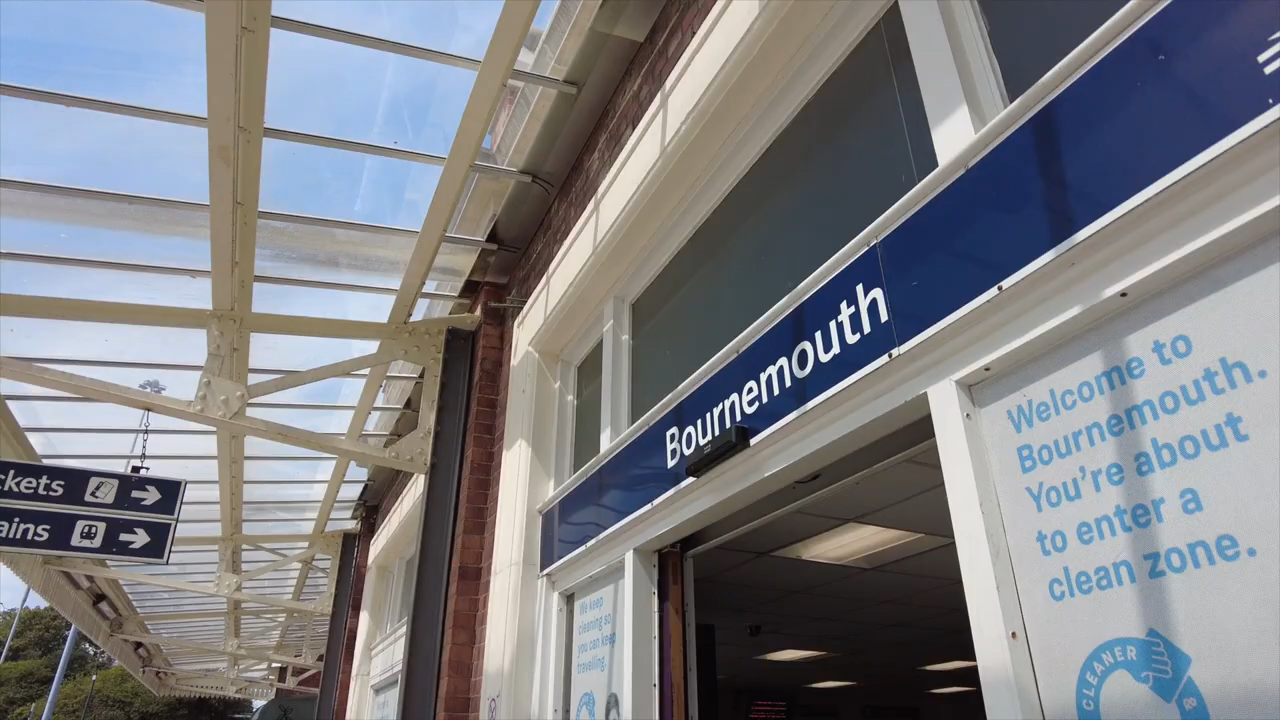 Bournemouth
Welcome to
Bournemouth.
You're about
to enter a
clean zone.
CLEANER &
We keep
cleaning so
you can keep
travelling.
ckets
ains